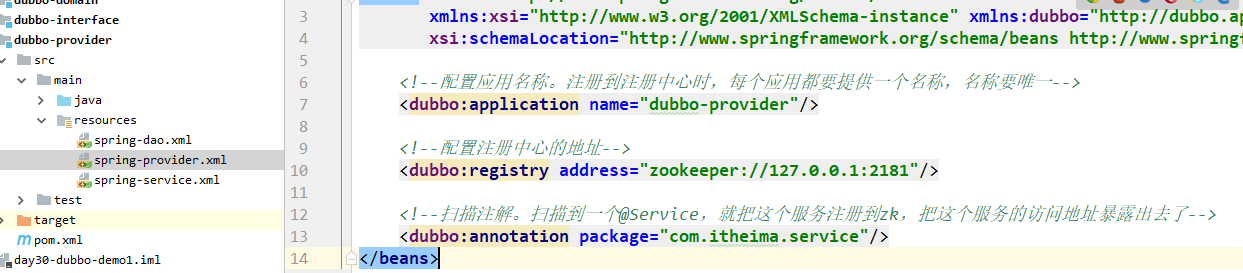 dubbo-domain
dubbo-interface
dubbo-provider
src
main
java
resources
spring-dao.xml
spring-provider.xml
spring-service.xml
test
target
pom.xml
day30-dubbo-demo1.iml
3 xmlns:xsi="http://www.w3.org/2001/XMLSchema-instance" xmlns:dubbo="http://dubbo.ap
4 xsi:schemaLocation="http://www.springframework.org/schema/beans http://www.springf
5
6 <!--配置应用名称。注册到注册中心时，每个应用都要提供一个名称，名称要唯一-->
7 <dubbo:application name="dubbo-provider"/>
8
9 <!--配置注册中心的地址-->
10 <dubbo:registry address="zookeeper://127.0.0.1:2181"/>
11
12 <!--扫描注解。扫描到一个@Service，就把这个服务注册到zk，把这个服务的访问地址暴露出去了-->
13 <dubbo:annotation package="com.itheima.service"/>
14 </beans>